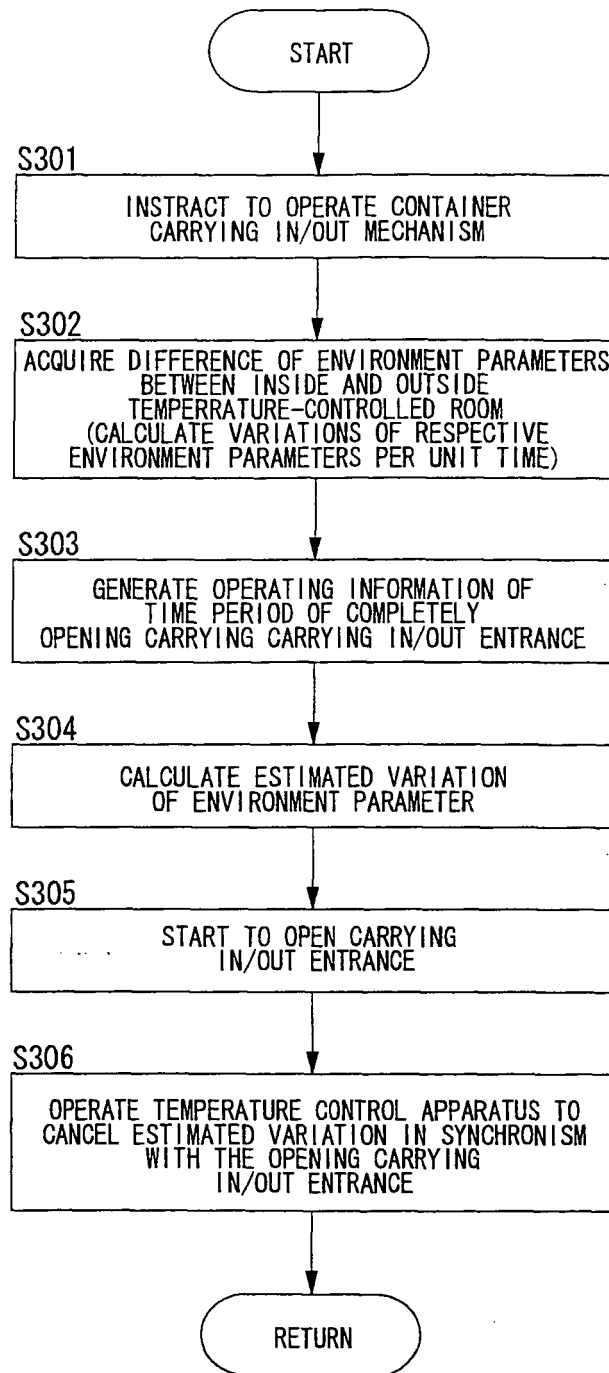 START
S301
INSTRACT TO OPERATE CONTAINER
CARRYING IN/OUT MECHANISM
S302
ACQUIRE DIFFERENCE OF ENVIRONMENT PARAMETERS
BETWEEN INSIDE AND OUTSIDE
TEMPERRATURE-CONTROLLED ROOM
(CALCULATE VARIATIONS OF RESPECTIVE
ENVIRONMENT PARAMETERS PER UNIT TIME)
S303
GENERATE OPERATING INFORMATION OF
TIME PERIOD OF COMPLETELY
OPENING CARRYING CARRYING IN/OUT ENTRANCE
S304
CALCULATE ESTIMATED VARIATION
OF ENVIRONMENT PARAMETER
S305
START TO OPEN CARRYING
IN/OUT ENTRANCE
S306
OPERATE TEMPERATURE CONTROL APPARATUS TO
CANCEL ESTIMATED VARIATION IN SYNCHRONISM
WITH THE OPENING CARRYING
IN/OUT ENTRANCE
RETURN